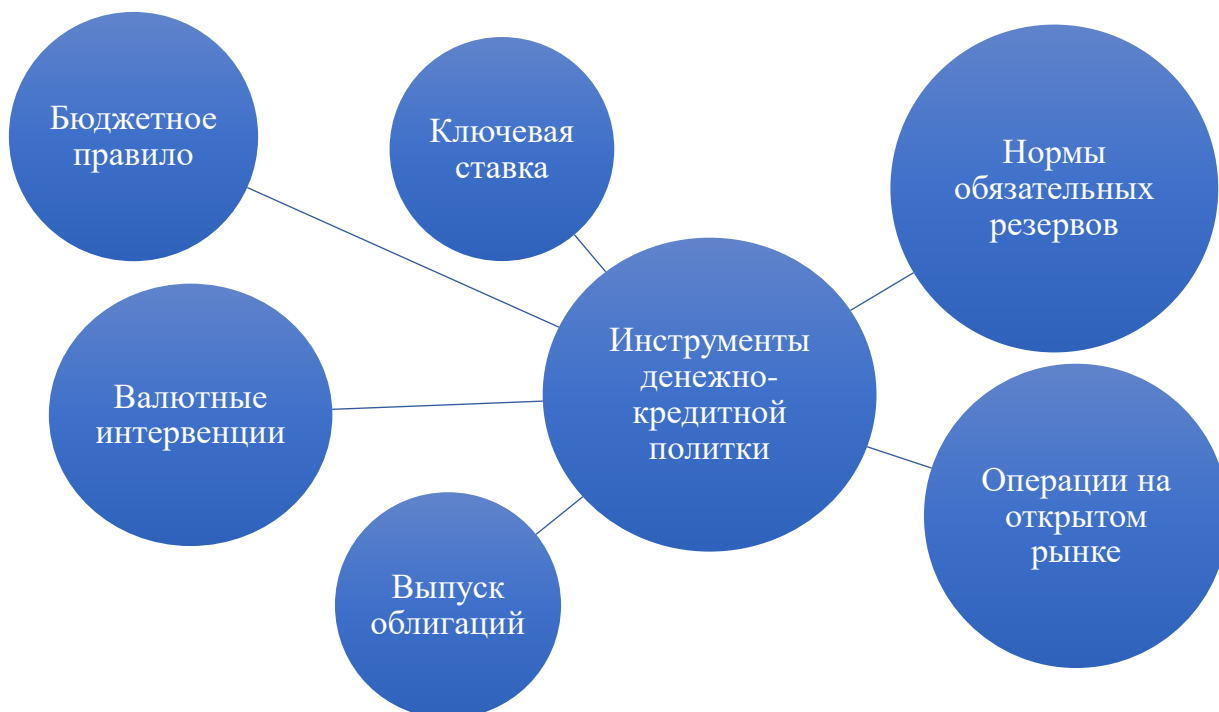 Бюджетное
правило
Ключевая
ставка
Нормы
обязательных
резервов
Инструменты
денежно-
кредитной
политки
Валютные
интервенции
Операции на
открытом
рынке
Выпуск
облигаций